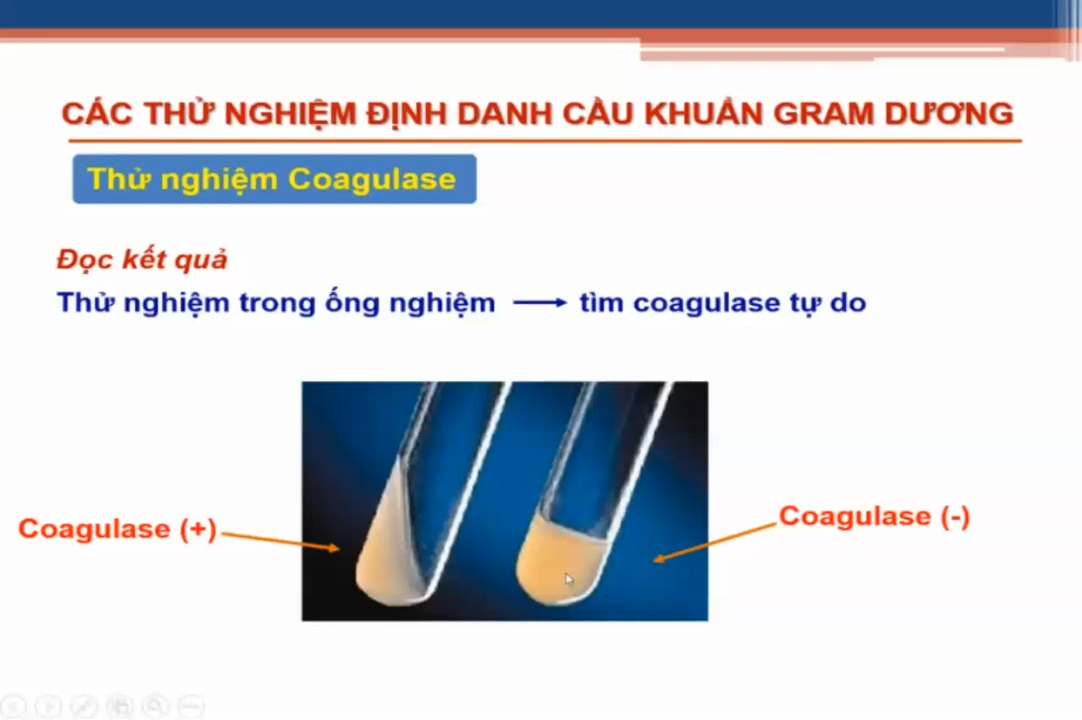 CÁC THỬ NGHIỆM ĐỊNH DANH CẦU KHUẨN GRAM DƯƠNG
Thử nghiệm Coagulase
Đọc kết quả
Thử nghiệm trong ống nghiệm → tìm coagulase tự do
Coagulase (+)
Coagulase (-)